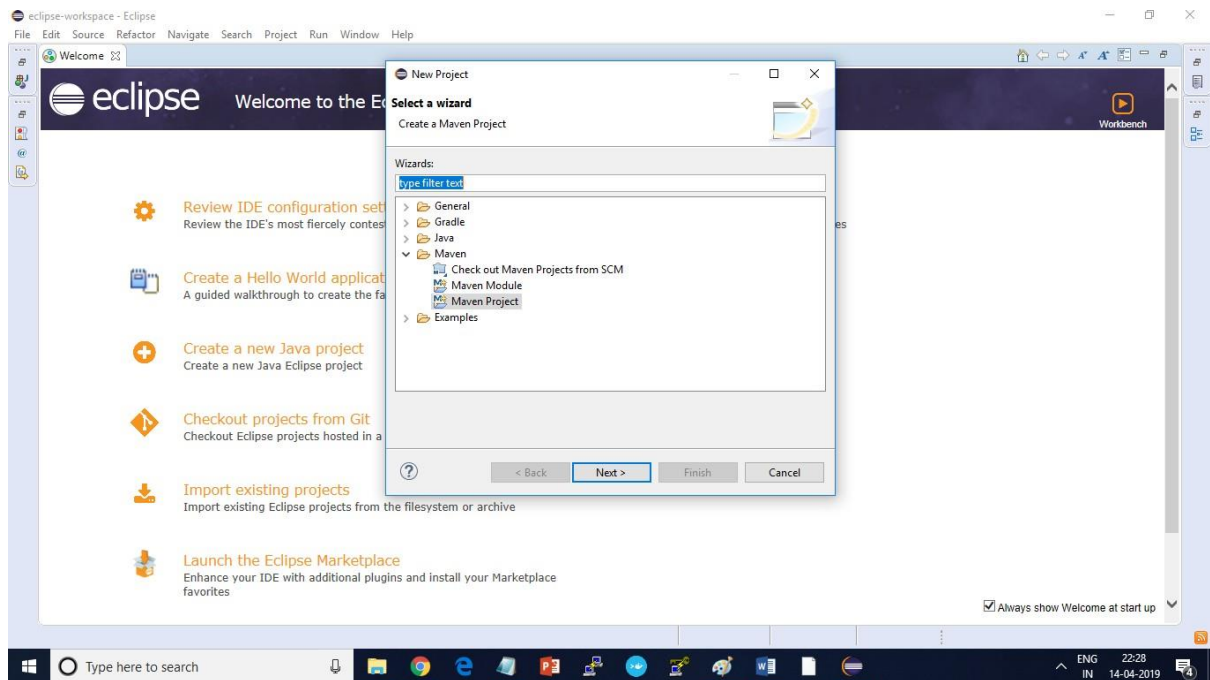 eclipse-workspace - Eclipse
File Edit Source Refactor Navigate Search Project Run Window Help
Welcome
eclipse Welcome to the Ec
Workbench
New Project
Select a wizard
Create a Maven Project
Wizards:
type filter text
General
Gradle
Java
Maven
Check out Maven Projects from SCM
Maven Module
Maven Project
Examples
< Back Next > Finish Cancel
Review IDE configuration sett
Review the IDE's most fiercely contes es
Create a Hello World applicat
A guided walkthrough to create the fa
Create a new Java project
Create a new Java Eclipse project
Checkout projects from Git
Checkout Eclipse projects hosted in a
Import existing projects
Import existing Eclipse projects from the filesystem or archive
Launch the Eclipse Marketplace
Enhance your IDE with additional plugins and install your Marketplace
favorites
Always show Welcome at start up
Type here to search
ENG 22:28
IN 14-04-2019
4